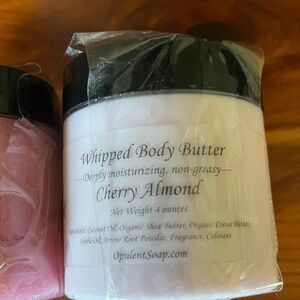 Whipped Body Butter
Deeply moisturizing, non-greasy
Cherry Almond
Net Weight 4 ounces
Ingredients: Coconut Oil, Organic Shea Butter, Organic Cocoa Butter,
Jojoba Oil, Arrow Root Powder, Fragrance, Colorant
OpulentSoap.com